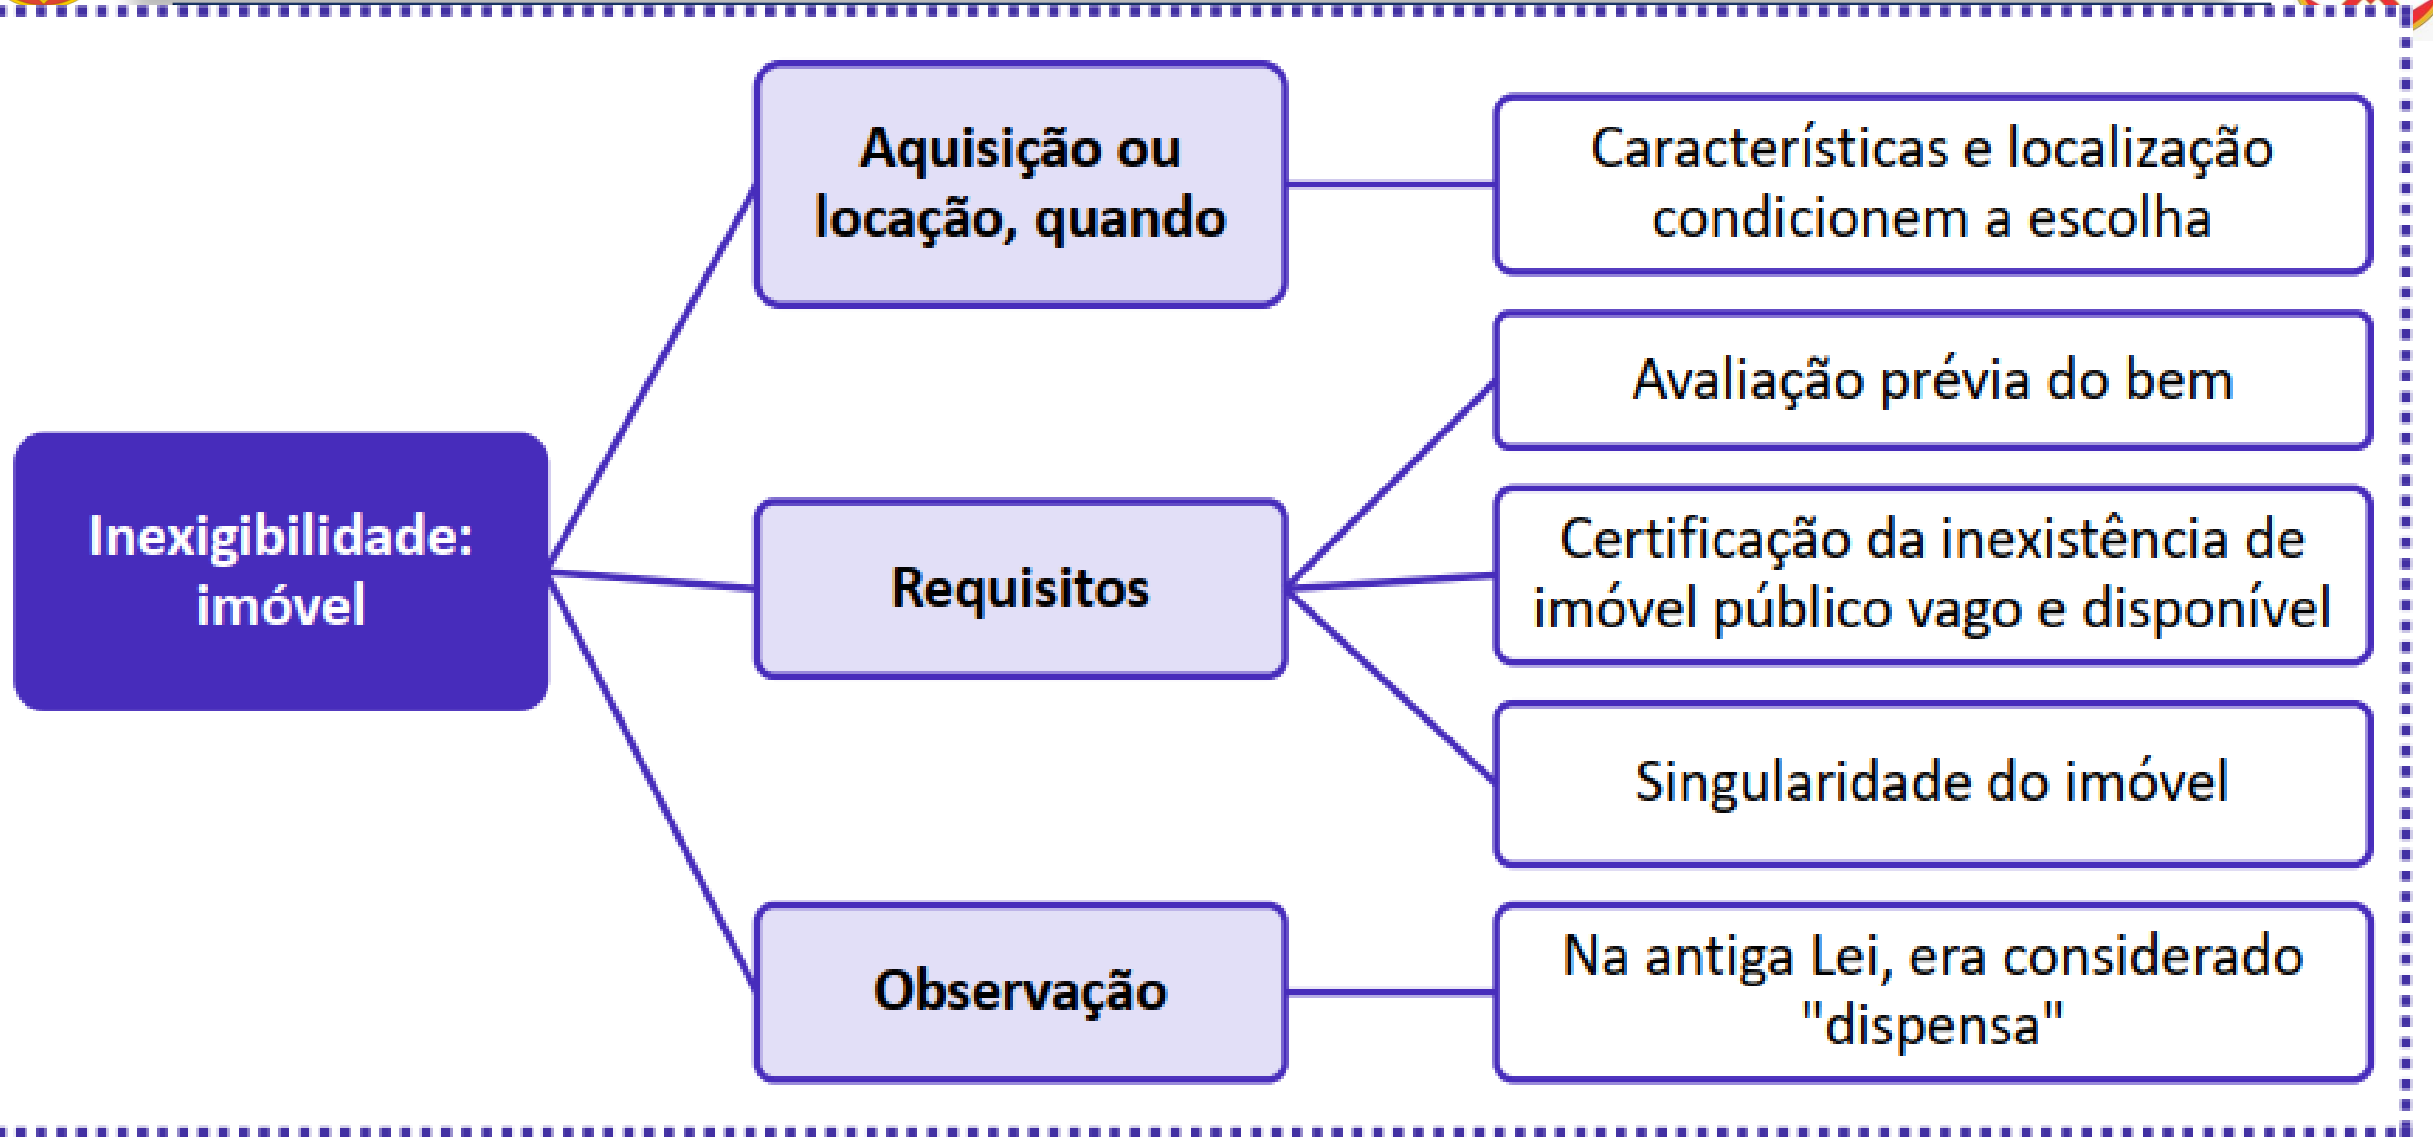 Inexigibilidade:
imóvel
Aquisição ou
locação, quando
Características e localização
condicionem a escolha
Requisitos
Avaliação prévia do bem
Certificação da inexistência de
imóvel público vago e disponível
Singularidade do imóvel
Observação
Na antiga Lei, era considerado
"dispensa"